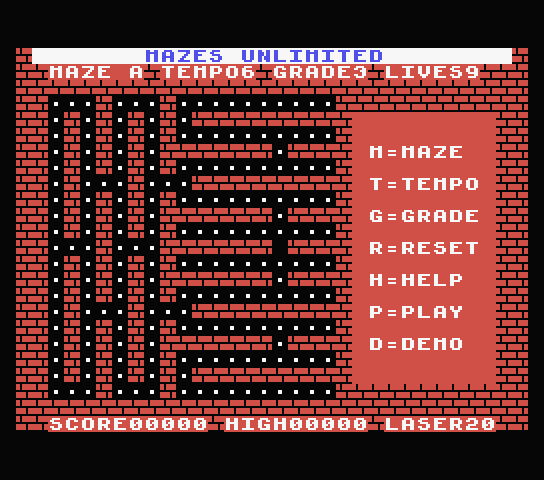 MAZES UNLIMITED
MAZE A TEMPO6 GRADE3 LIVES9
M=MAZE
T=TEMPO
G=GRADE
R=RESET
H=HELP
P=PLAY
D=DEMO
SCORE00000 HIGH00000 LASER20